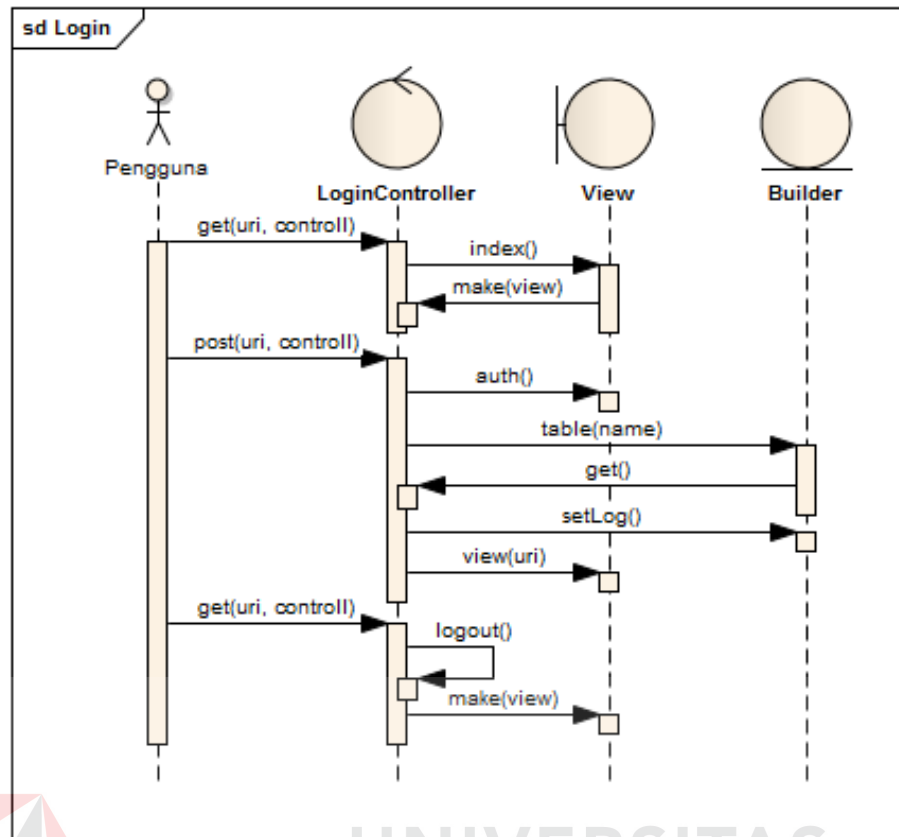 sd Login
Pengguna
LoginController
View
Builder
get(uri, controll)
index()
make(view)
post(uri, controll)
auth()
table(name)
get()
setLog()
view(uri)
get(uri, controll)
logout()
make(view)
UNIVERSITAS